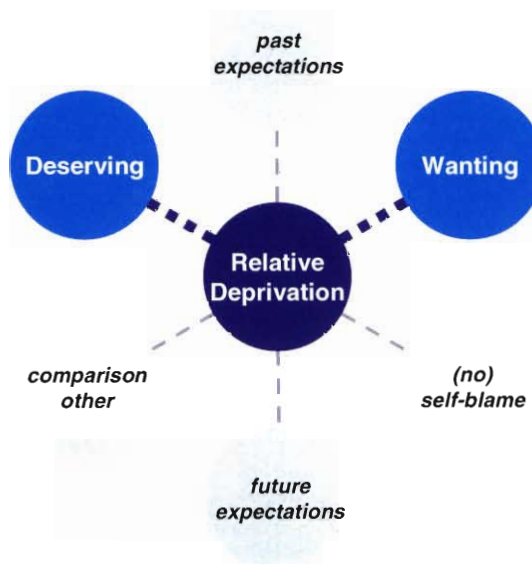 past
expectations
Deserving
Wanting
Relative
Deprivation
comparison
other
(no)
self-blame
future
expectations